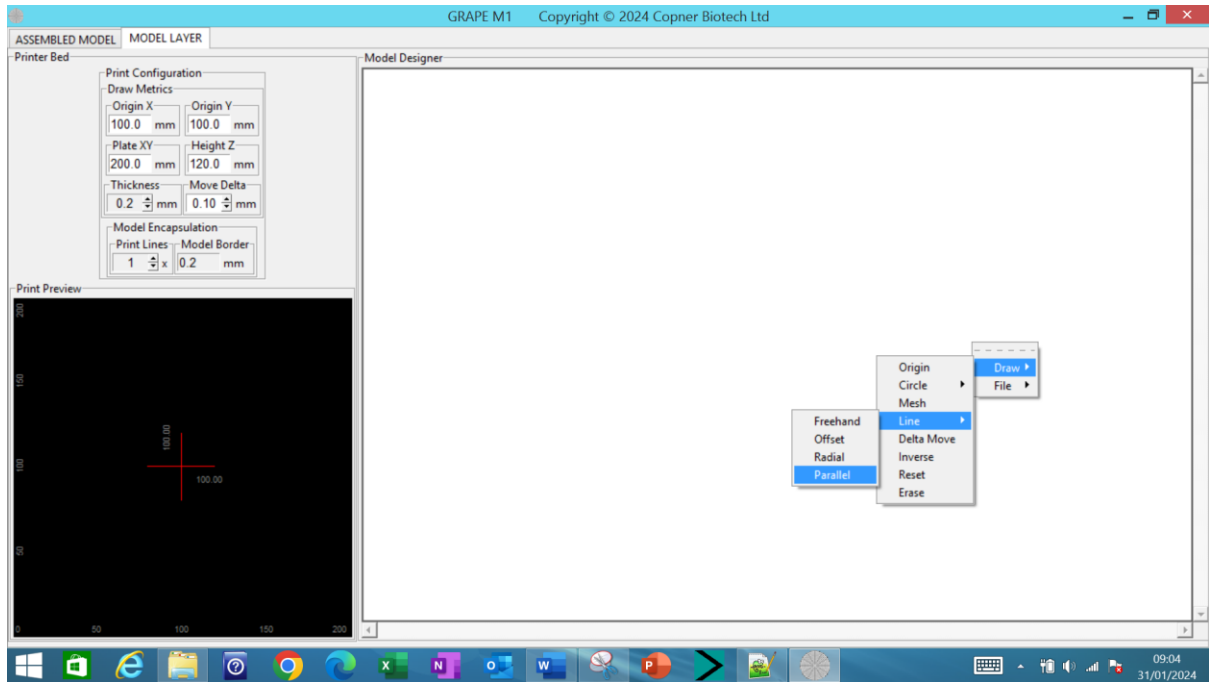 GRAPE M1 Copyright © 2024 Copner Biotech Ltd
ASSEMBLED MODEL MODEL LAYER
Printer Bed
Print Configuration
Draw Metrics
Origin X Origin Y
100.0 mm 100.0 mm
Plate XY Height Z
200.0 mm 120.0 mm
Thickness Move Delta
0.2 mm 0.10 mm
Model Encapsulation
Print Lines Model Border
1 x 0.2 mm
Print Preview
200
150
100
50
100.00
100.00
0 50 100 150 200
Model Designer
Draw
File
Origin
Circle
Mesh
Line
Delta Move
Inverse
Reset
Erase
Freehand
Offset
Radial
Parallel
09:04
31/01/2024